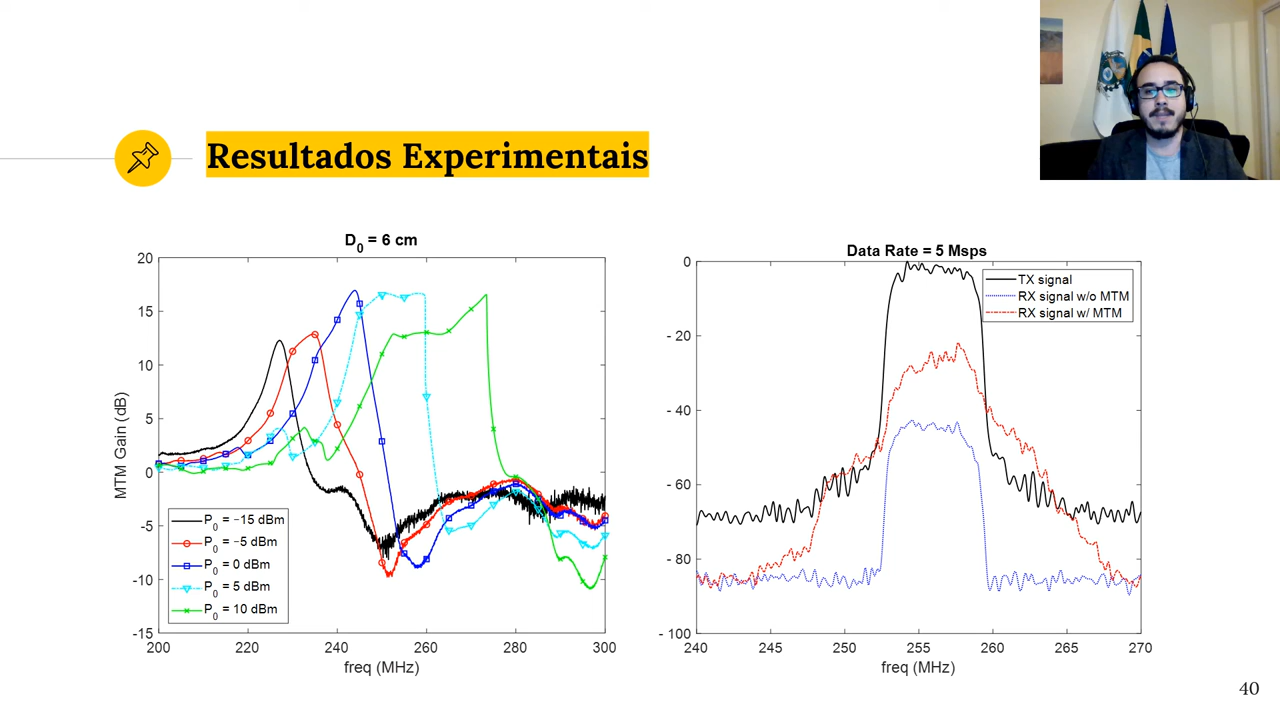 Resultados Experimentais
D0 = 6 cm
20
15
10
5
0
-5
-10
-15
MTM Gain (dB)
P0 = −15 dBm
P0 = −5 dBm
P0 = 0 dBm
P0 = 5 dBm
P0 = 10 dBm
200 220 240 260 280 300
freq (MHz)
Data Rate = 5 Msps
0
-20
-40
-60
-80
-100
TX signal
RX signal w/o MTM
RX signal w/ MTM
240 245 250 255 260 265 270
freq (MHz)
40